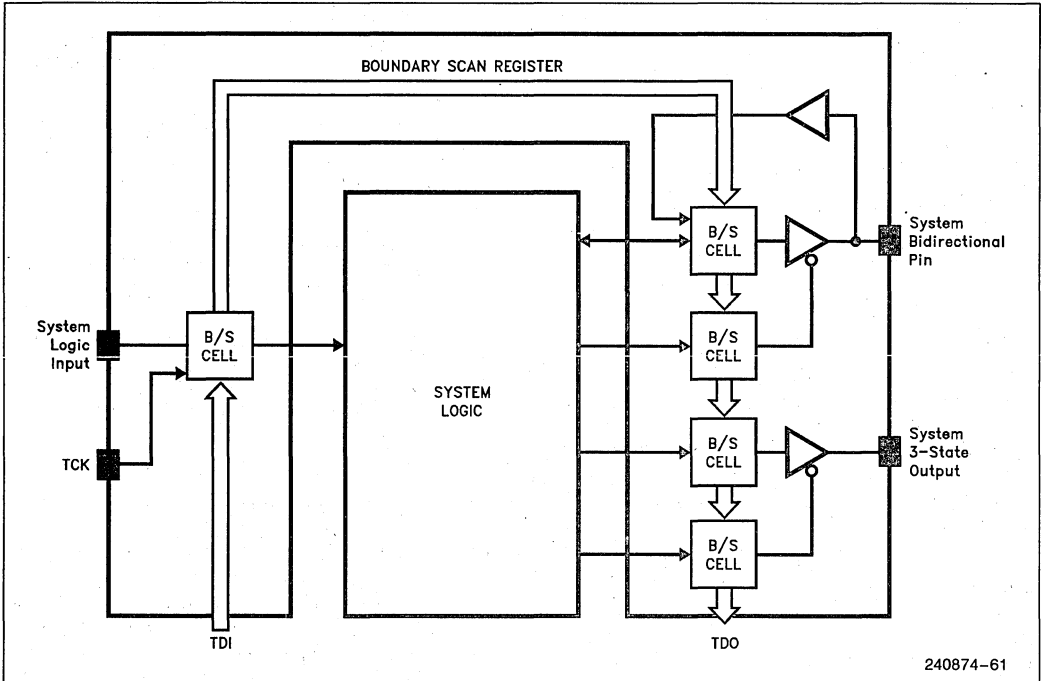 BOUNDARY SCAN REGISTER
B/S
CELL
System
Bidirectional
Pin
System
Logic
Input
B/S
CELL
B/S
CELL
SYSTEM
LOGIC
TCK
B/S
CELL
System
3-State
Output
B/S
CELL
TDI
TDO
240874-61